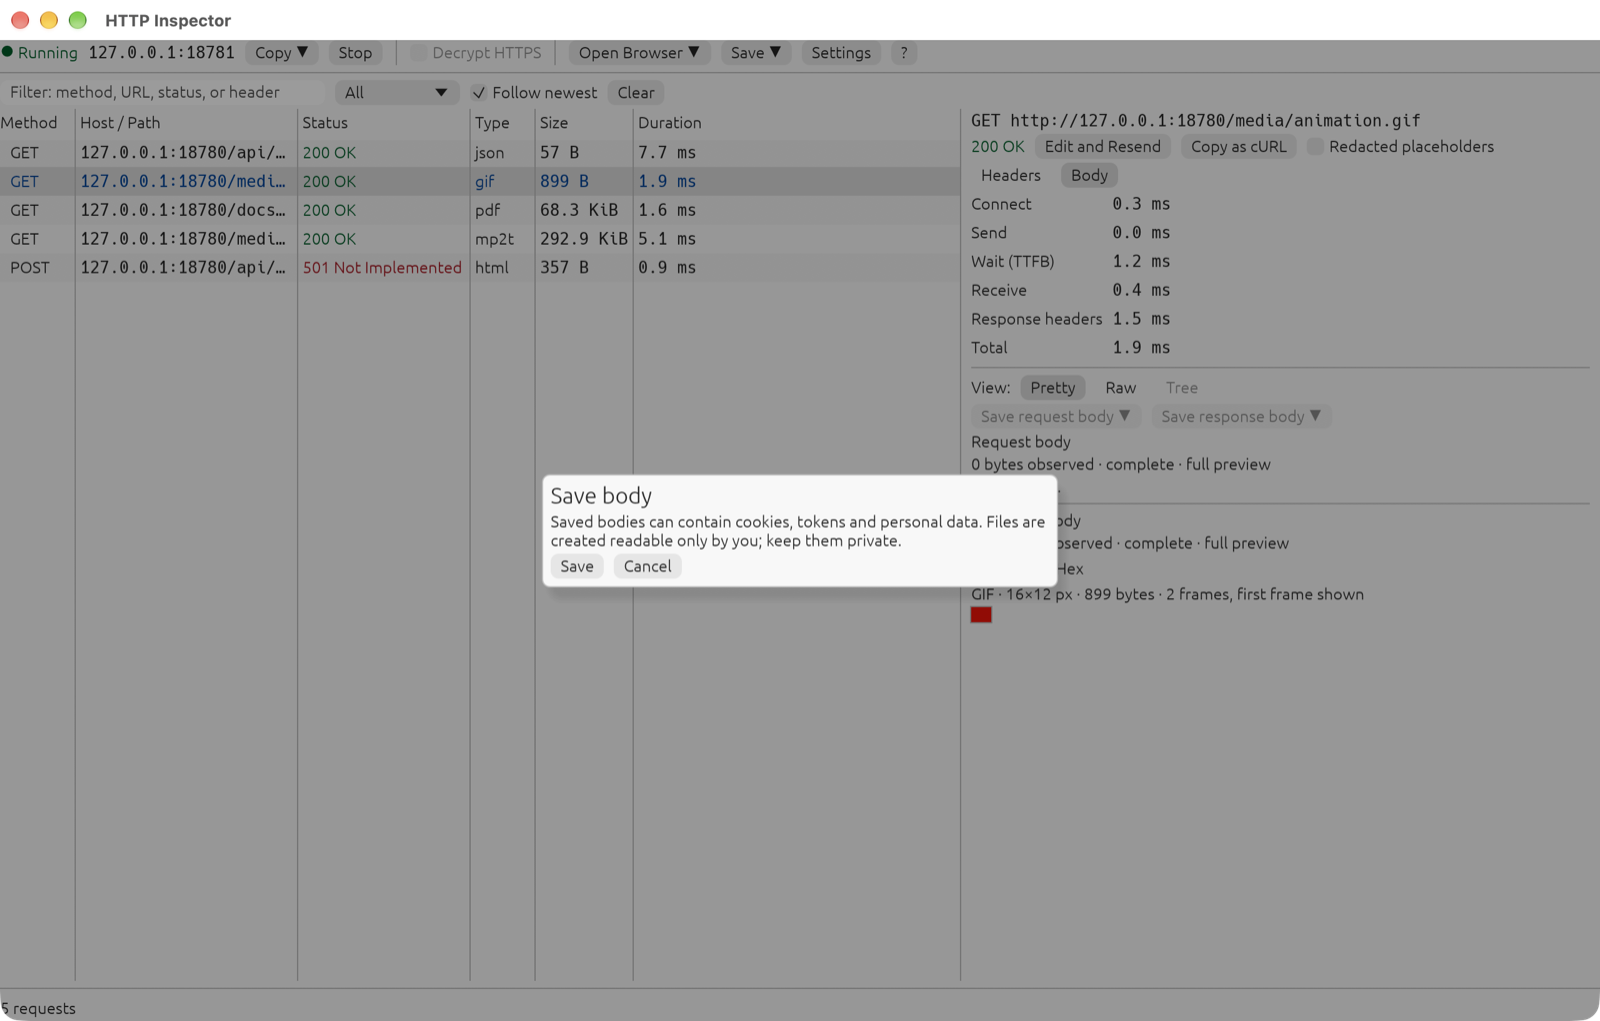 HTTP Inspector
Running 127.0.0.1:18781 Copy ▼ Stop Decrypt HTTPS Open Browser ▼ Save ▼ Settings ?
Filter: method, URL, status, or header All ▼ Follow newest Clear
Method Host / Path Status Type Size Duration
GET 127.0.0.1:18780/api/… 200 OK json 57 B 7.7 ms
GET 127.0.0.1:18780/medi… 200 OK gif 899 B 1.9 ms
GET 127.0.0.1:18780/docs… 200 OK pdf 68.3 KiB 1.6 ms
GET 127.0.0.1:18780/medi… 200 OK mp2t 292.9 KiB 5.1 ms
POST 127.0.0.1:18780/api/… 501 Not Implemented html 357 B 0.9 ms
GET http://127.0.0.1:18780/media/animation.gif
200 OK Edit and Resend Copy as cURL Redacted placeholders
Headers Body
Connect 0.3 ms
Send 0.0 ms
Wait (TTFB) 1.2 ms
Receive 0.4 ms
Response headers 1.5 ms
Total 1.9 ms
View: Pretty Raw Tree
Save request body ▼ Save response body ▼
Request body
0 bytes observed · complete · full preview
· complete · full preview
Hex
GIF · 16×12 px · 899 bytes · 2 frames, first frame shown
Save body
Saved bodies can contain cookies, tokens and personal data. Files are
created readable only by you; keep them private.
Save Cancel
5 requests